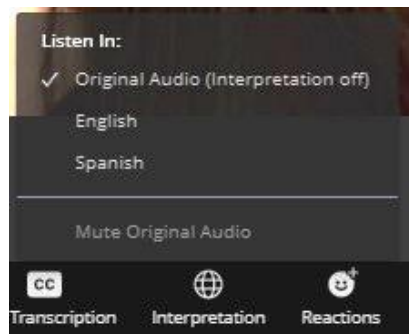 Listen In:
✓ Original Audio (Interpretation off)
English
Spanish
Mute Original Audio
CC
Transcription Interpretation Reactions